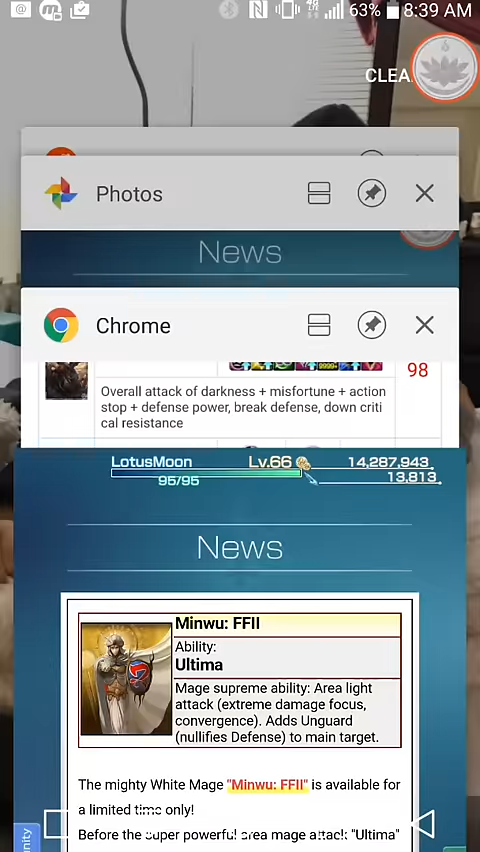 63% 8:39 AM
CLEA
Photos
News
Chrome
9999
98
Overall attack of darkness + misfortune + action
stop + defense power, break defense, down criti
cal resistance
LotusMoon Lv.66 14,287,943
95/95 13,813
News
Minwu: FFII
Ability:
Ultima
Mage supreme ability: Area light
attack (extreme damage focus,
convergence). Adds Unguard
(nullifies Defense) to main target.
The mighty White Mage "Minwu: FFII" is available for
a limited time only!
Before the super powerful area mage attack "Ultima"
nity